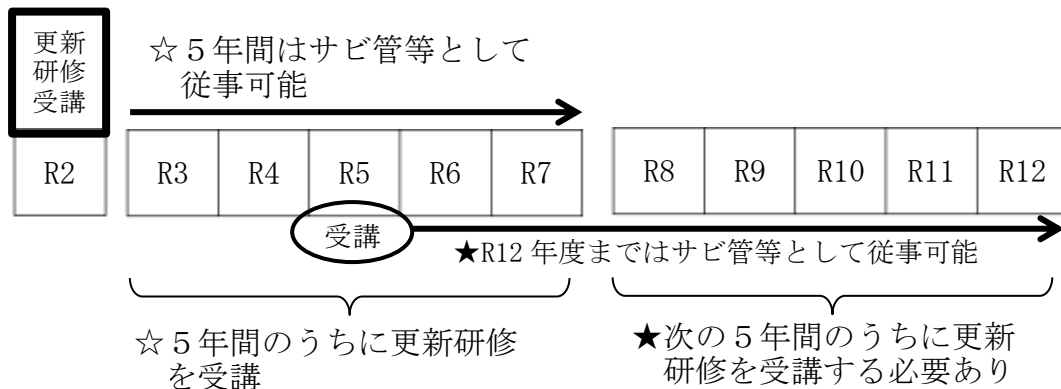 更新
研修
受講
☆５年間はサビ管等として
従事可能
R2
R3
R4
R5
R6
R7
R8
R9
R10
R11
R12
受講
★R12 年度まではサビ管等として従事可能
☆５年間のうちに更新研修
を受講
★次の５年間のうちに更新
研修を受講する必要あり